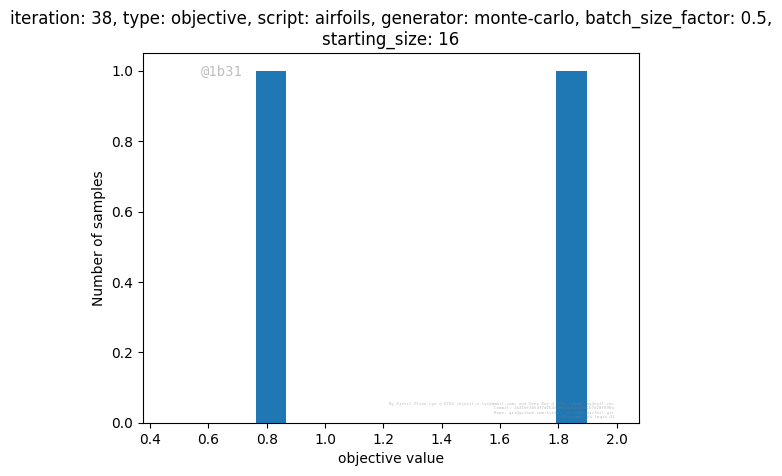 iteration: 38, type: objective, script: airfoils, generator: monte-carlo, batch_size_factor: 0.5,
starting_size: 16
@1b31
1.0
0.8
0.6
0.4
0.2
0.0
Number of samples
0.4 0.6 0.8 1.0 1.2 1.4 1.6 1.8 2.0
objective value